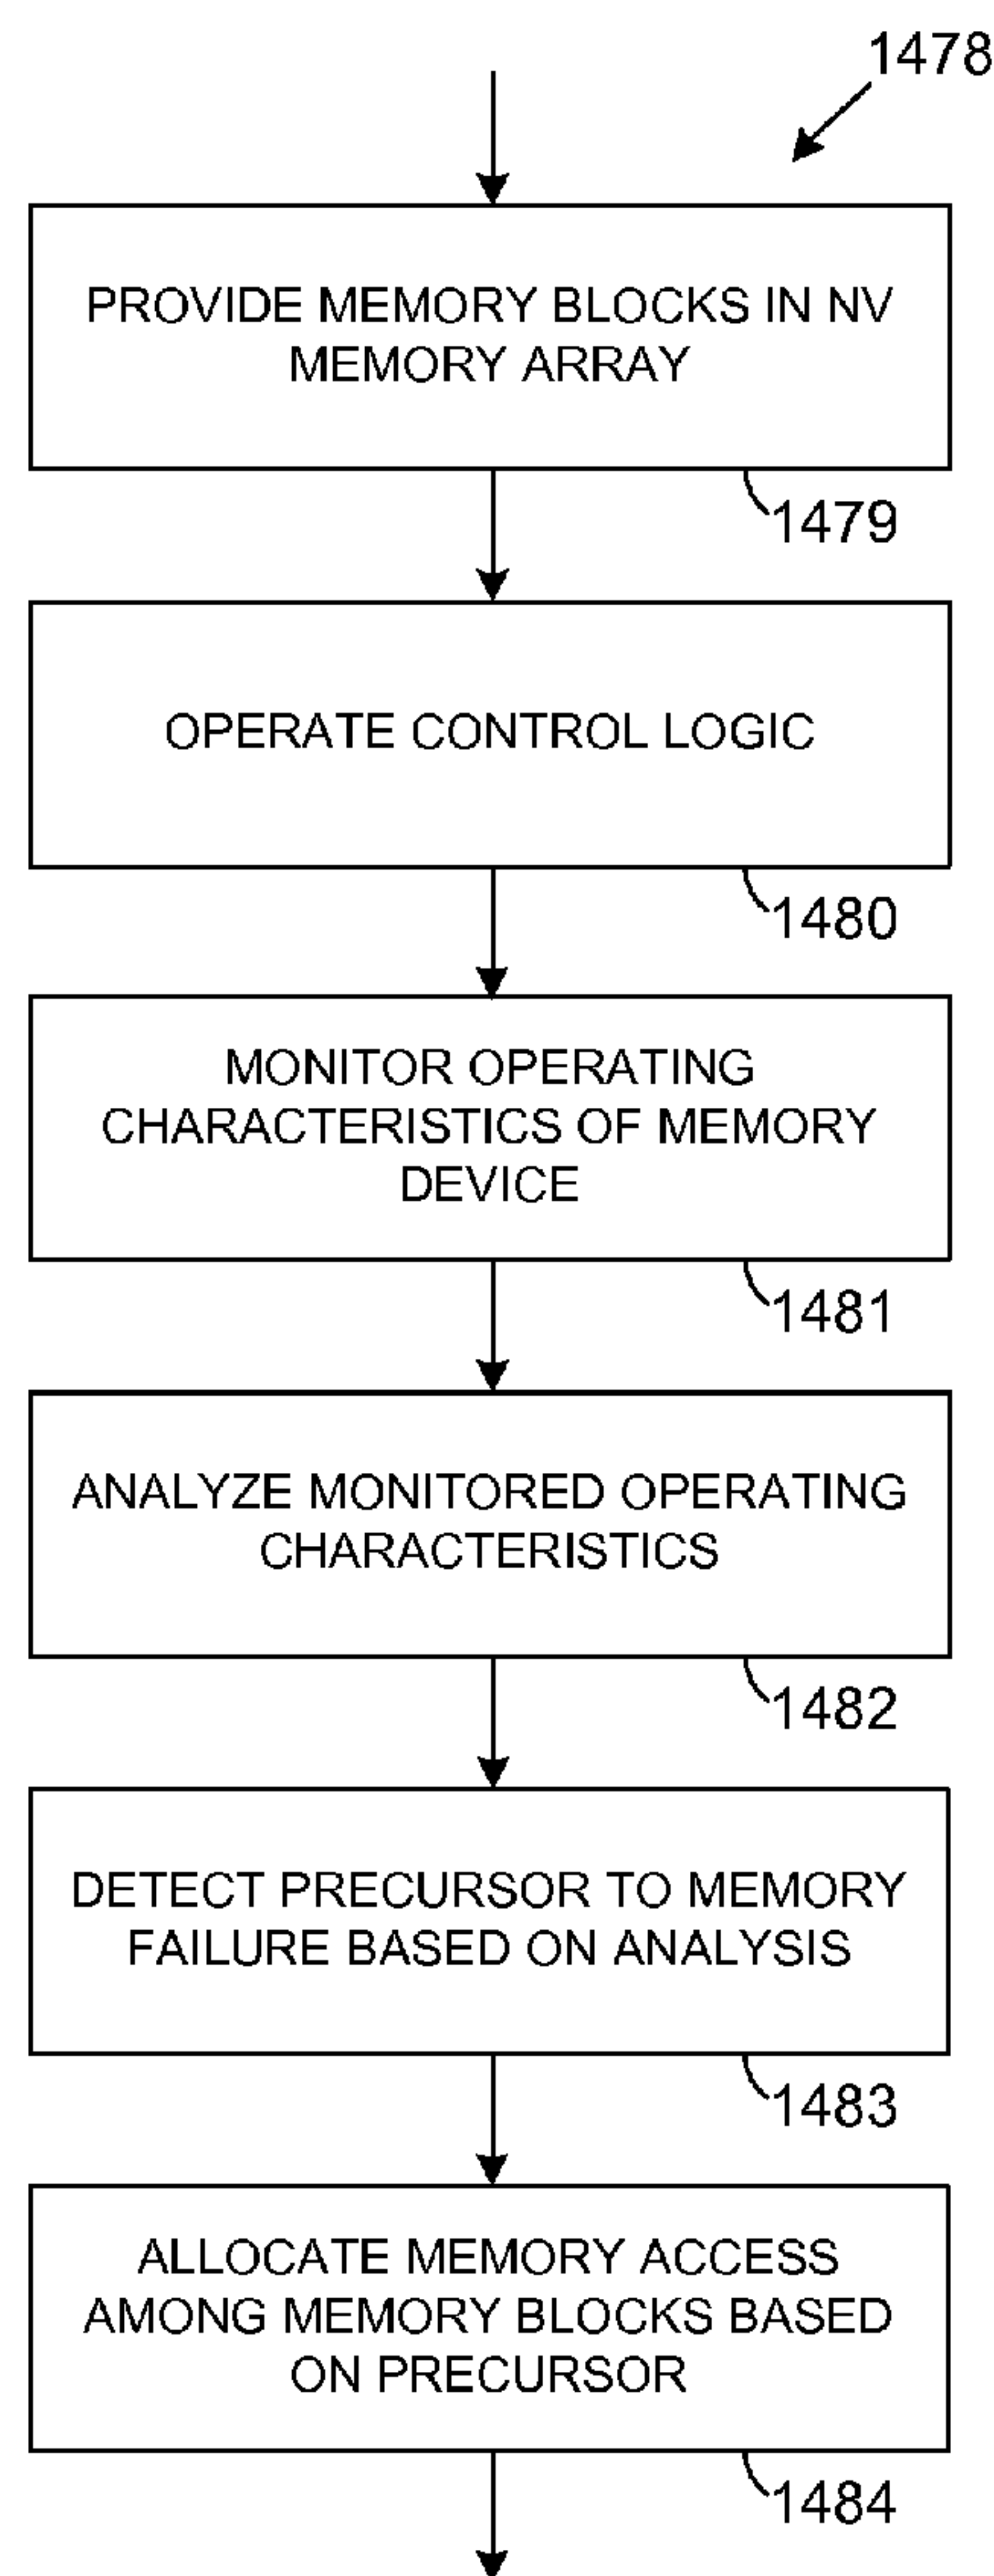 1478
PROVIDE MEMORY BLOCKS IN NV
MEMORY ARRAY
1479
OPERATE CONTROL LOGIC
1480
MONITOR OPERATING
CHARACTERISTICS OF MEMORY
DEVICE
1481
ANALYZE MONITORED OPERATING
CHARACTERISTICS
1482
DETECT PRECURSOR TO MEMORY
FAILURE BASED ON ANALYSIS
1483
ALLOCATE MEMORY ACCESS
AMONG MEMORY BLOCKS BASED
ON PRECURSOR
1484